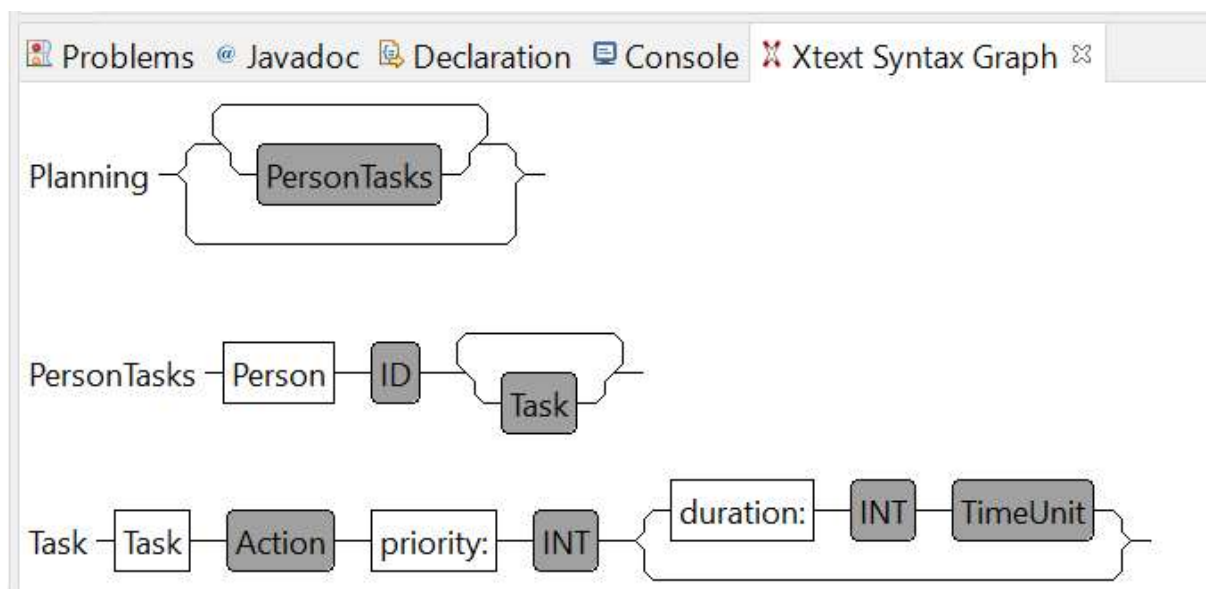 Problems @ Javadoc Declaration Console Xtext Syntax Graph
Planning PersonTasks
PersonTasks Person ID Task
Task Task Action priority: INT duration: INT TimeUnit